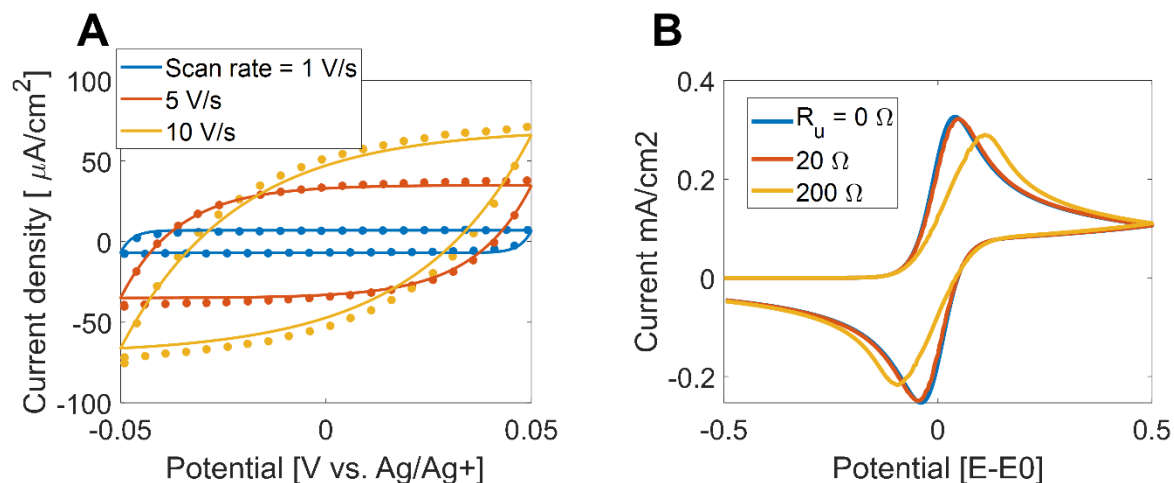 A
Scan rate = 1 V/s
5 V/s
10 V/s
100
50
0
-50
-100
-0.05
0
0.05
Current density [ μA/cm²]
Potential [V vs. Ag/Ag+]
B
Rᵤ = 0 Ω
20 Ω
200 Ω
0.4
0.2
0
-0.2
-0.5
0
0.5
Current mA/cm2
Potential [E-E0]